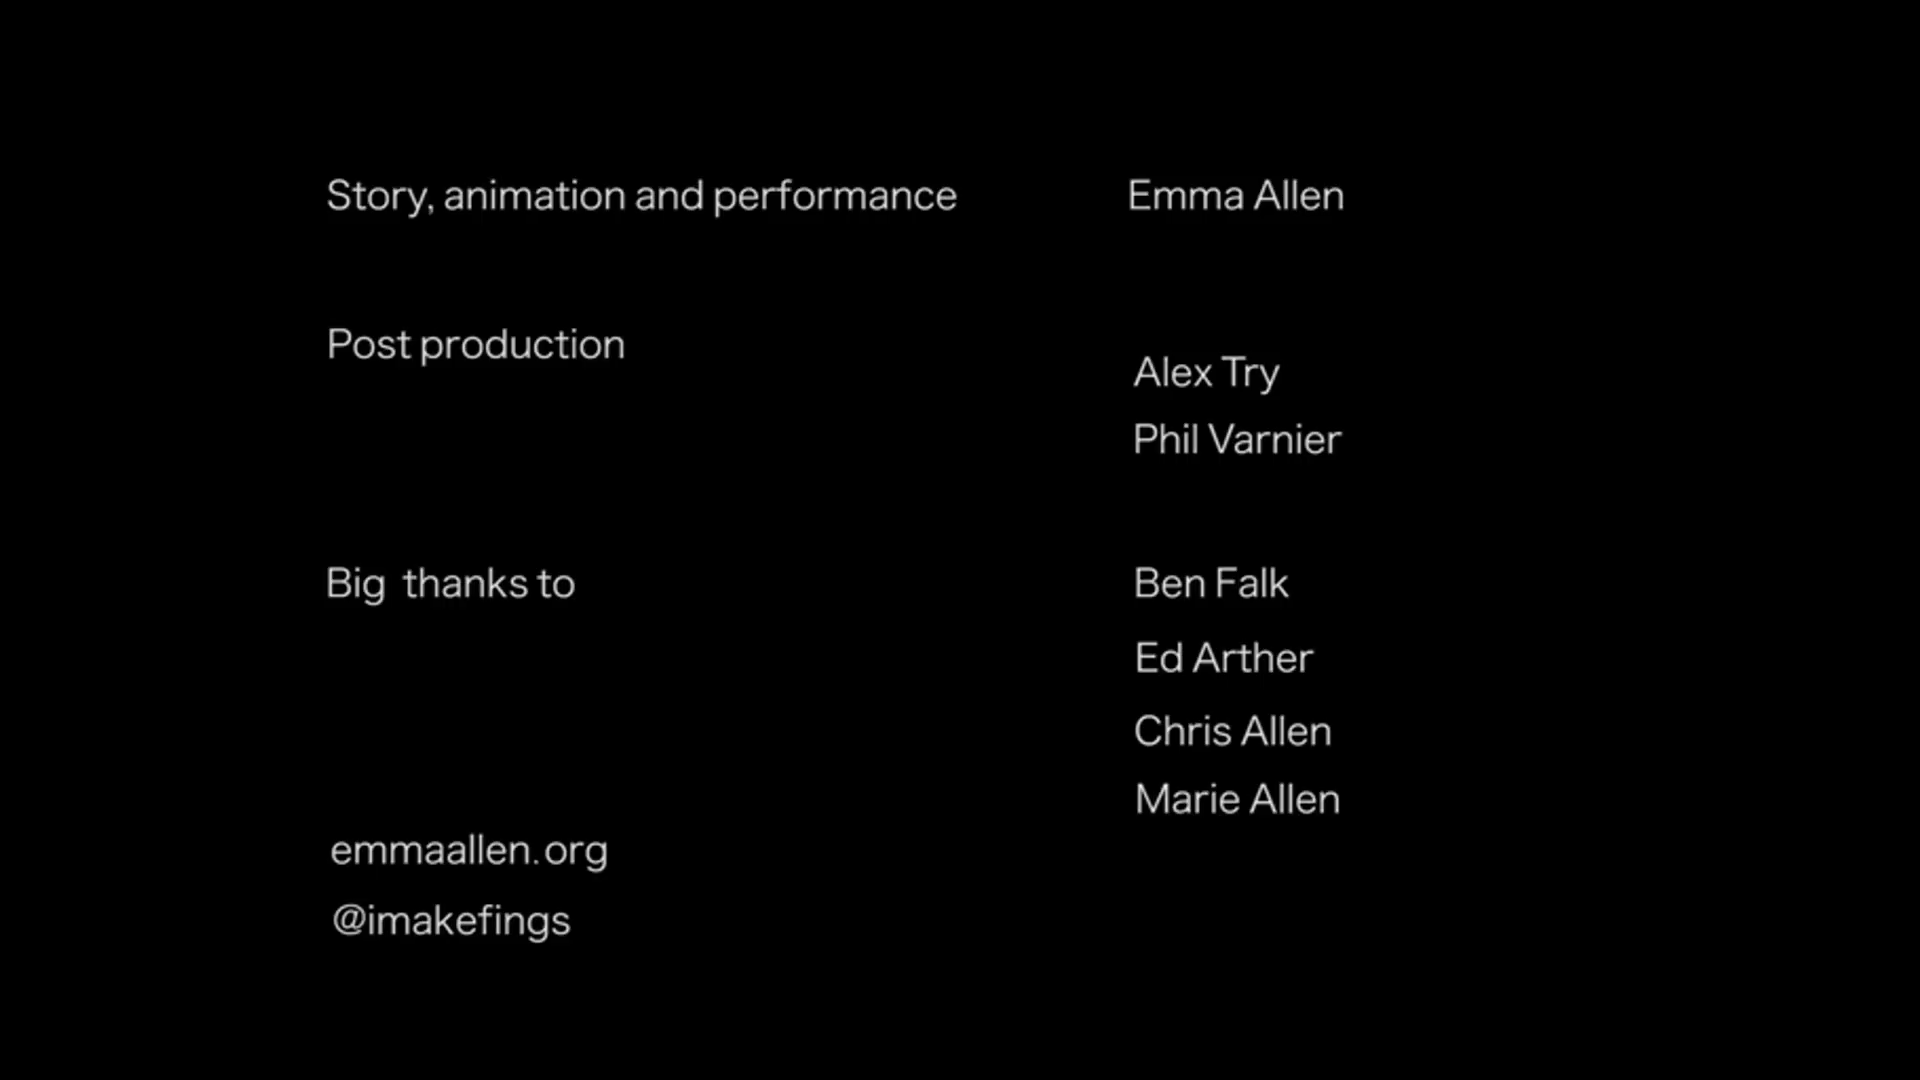 Story, animation and performance Emma Allen
Post production
Alex Try
Phil Varnier
Big thanks to Ben Falk
Ed Arther
Chris Allen
Marie Allen
emmaallen.org
@imakefings